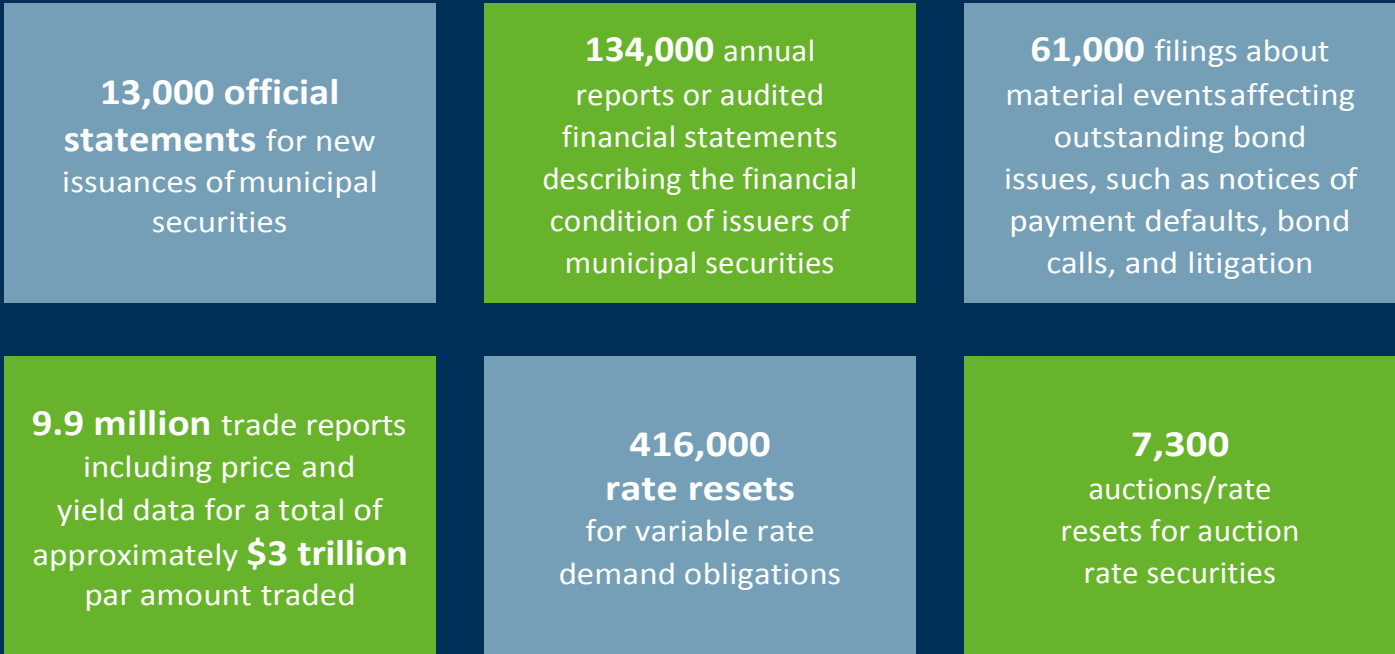 13,000 official
statements for new
issuances of municipal
securities
134,000 annual
reports or audited
financial statements
describing the financial
condition of issuers of
municipal securities
61,000 filings about
material events affecting
outstanding bond
issues, such as notices of
payment defaults, bond
calls, and litigation
9.9 million trade reports
including price and
yield data for a total of
approximately $3 trillion
par amount traded
416,000
rate resets
for variable rate
demand obligations
7,300
auctions/rate
resets for auction
rate securities